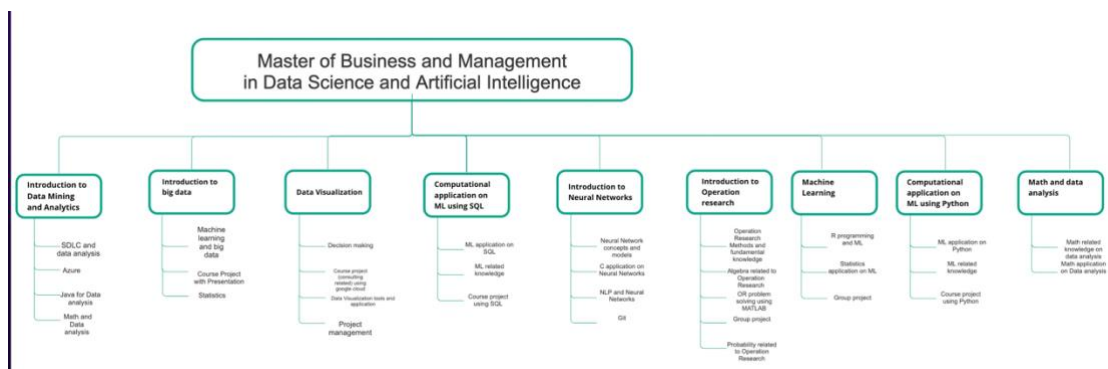 Master of Business and Management
in Data Science and Artificial Intelligence
Introduction to
Data Mining
and Analytics
SDLC and
data analysis
Azure
Java for Data
analysis
Math and
Data
analysis
Introduction to
big data
Machine
learning
and big
data
Course Project
with Presentation
Statistics
Data Visualization
Decision making
Course project
(consulting
related) using
google cloud
Data Visualization tools and
application
Project
management
Computational
application on
ML using SQL
ML application on
SQL
ML related
knowledge
Course project
using SQL
Introduction to
Neural Networks
Neural Network
concepts and
models
C application on
Neural Networks
NLP and Neural
Networks
Git
Introduction to
Operation
research
Operation
Research
Methods and
fundamental
knowledge
Algebra related to
Operation
Research
OR problem
solving using
MATLAB
Group project
Probability related
to Operation
Research
Machine
Learning
R programming
and ML
Statistics
application on ML
Group project
Computational
application on
ML using Python
ML application on
Python
ML related
knowledge
Course project
using Python
Math and data
analysis
Math related
knowledge on
data analysis
Math application
on Data analysis